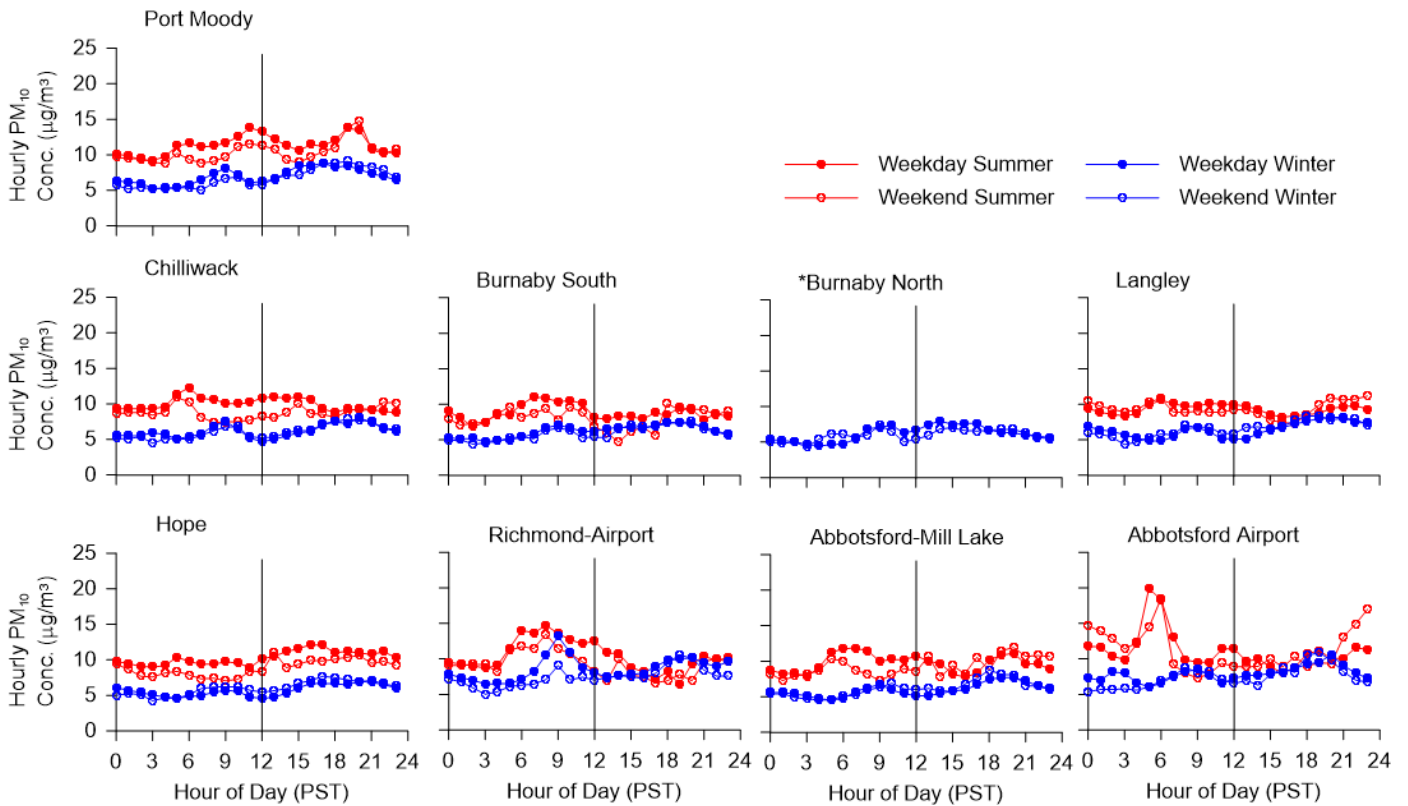 Port Moody
25
20
15
10
5
0
Hourly PM₁₀
Conc. (µg/m³)
Weekday Summer
Weekday Winter
Weekend Summer
Weekend Winter
Chilliwack
Burnaby South
*Burnaby North
Langley
25
20
15
10
5
0
Hourly PM₁₀
Conc. (µg/m³)
Hope
Richmond-Airport
Abbotsford-Mill Lake
Abbotsford Airport
25
20
15
10
5
0
Hourly PM₁₀
Conc. (µg/m³)
0 3 6 9 12 15 18 21 24 0 3 6 9 12 15 18 21 24 0 3 6 9 12 15 18 21 24 0 3 6 9 12 15 18 21 24
Hour of Day (PST) Hour of Day (PST) Hour of Day (PST) Hour of Day (PST)